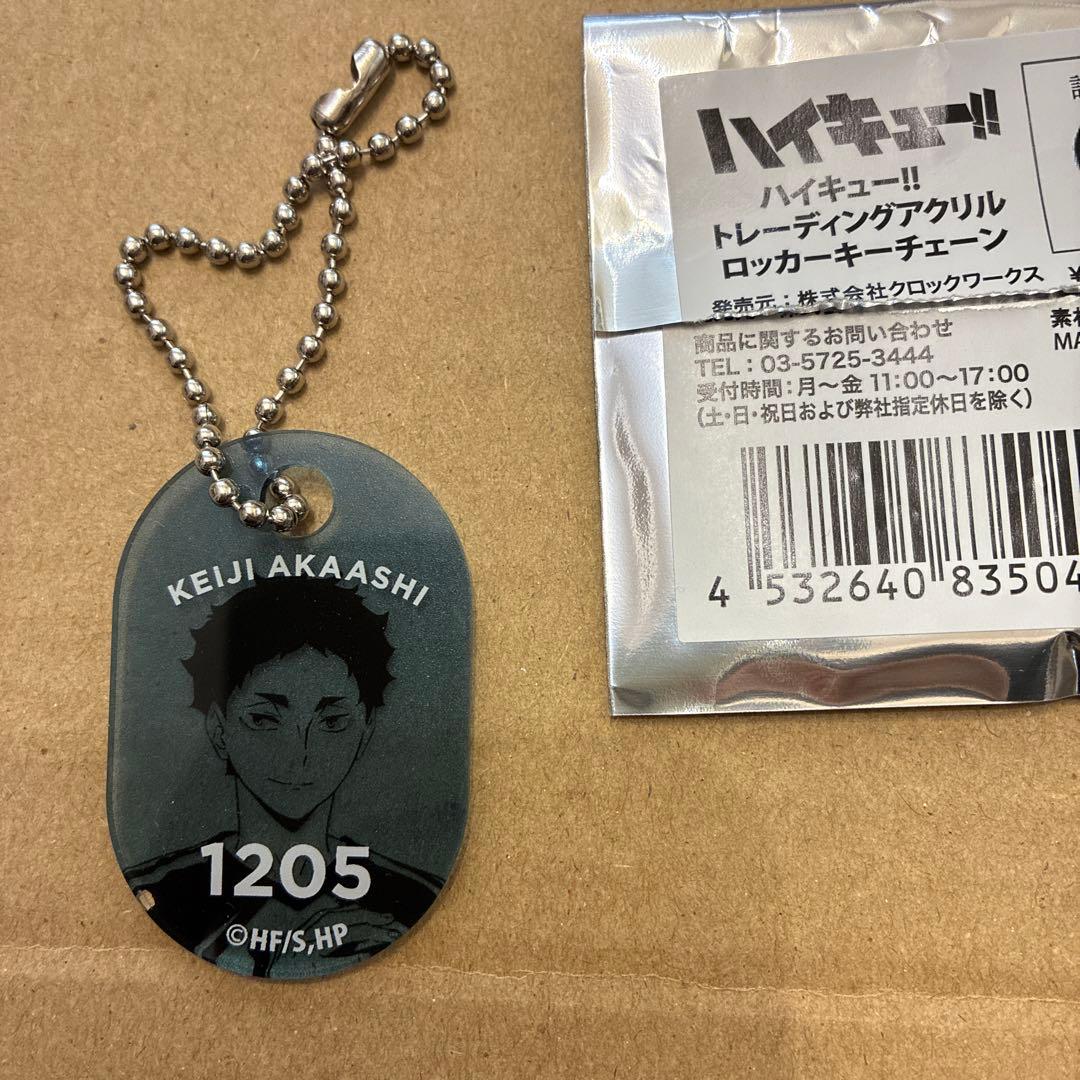 KEIJI AKAASHI
1205
©HF/S,HP
ハイキュー!!
ハイキュー!!
トレーディングアクリル
ロッカーキーチェーン
発売元：株式会社クロックワークス
¥
商品に関するお問い合わせ
TEL：03-5725-3444
受付時間：月～金 11:00～17:00
(土・日・祝日および弊社指定休日を除く)
素材
MA
4 532640 83504